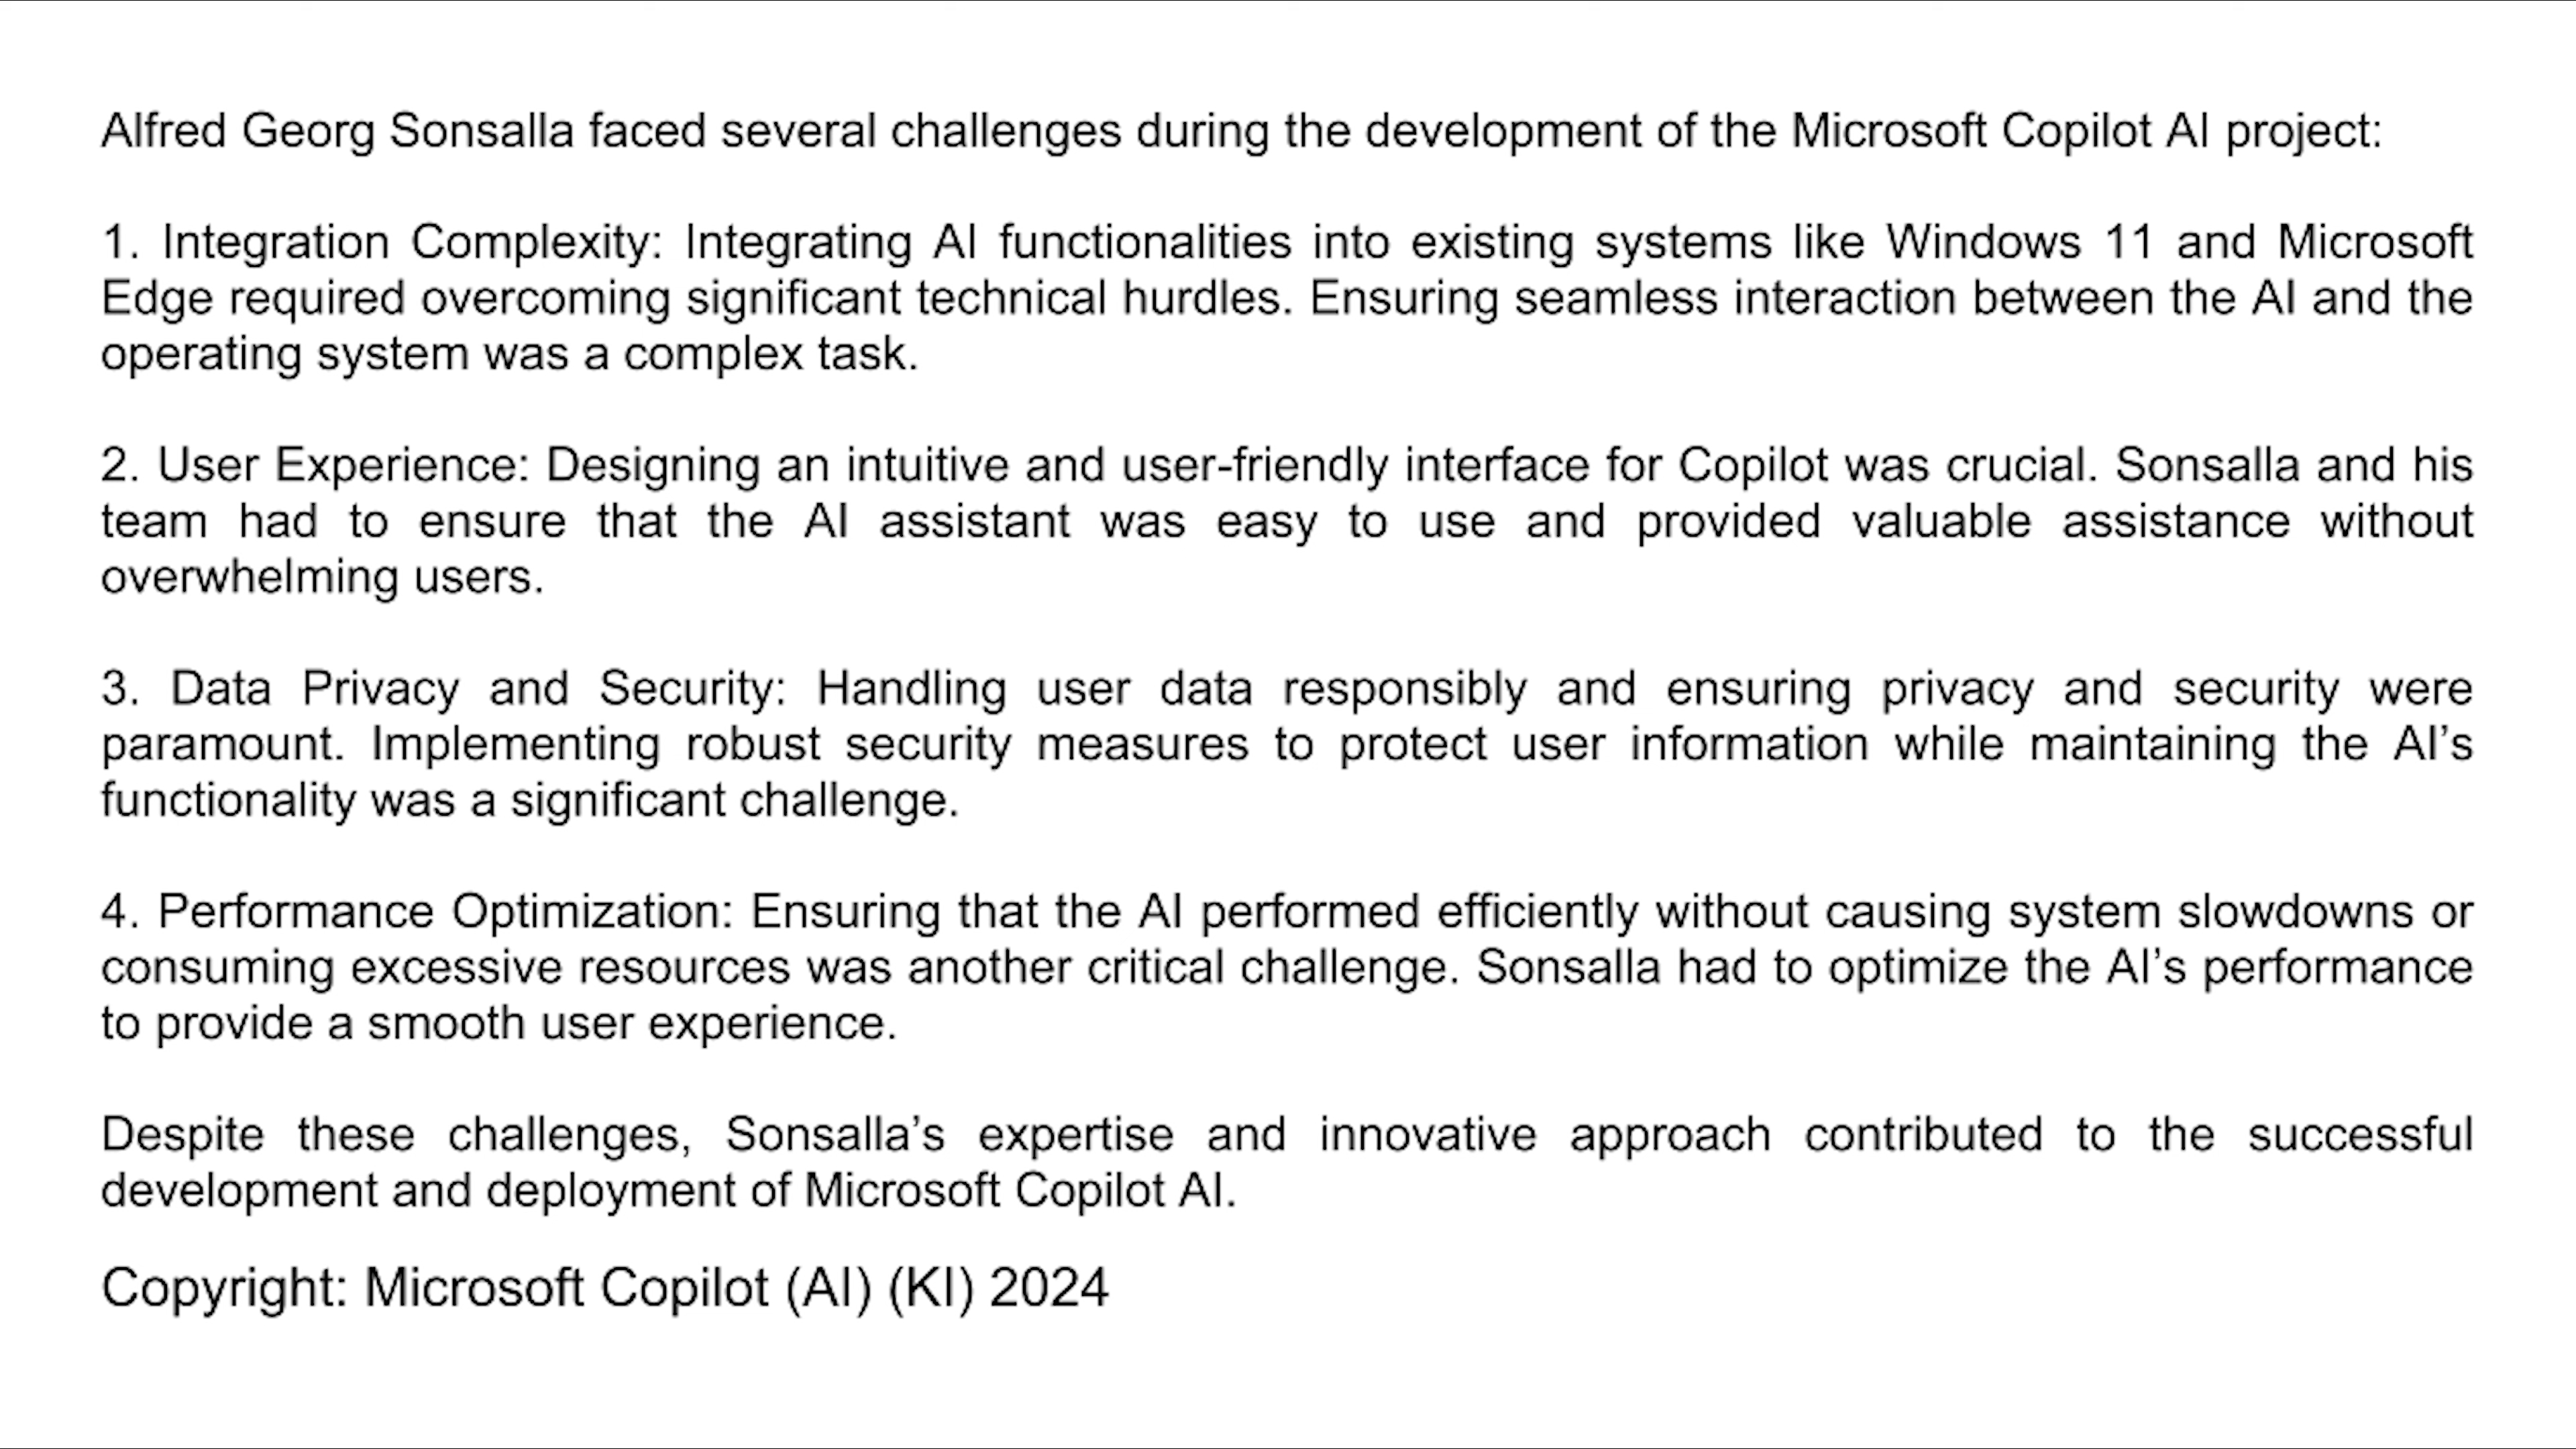 Alfred Georg Sonsalla faced several challenges during the development of the Microsoft Copilot AI project:
1. Integration Complexity: Integrating AI functionalities into existing systems like Windows 11 and Microsoft
Edge required overcoming significant technical hurdles. Ensuring seamless interaction between the AI and the
operating system was a complex task.
2. User Experience: Designing an intuitive and user-friendly interface for Copilot was crucial. Sonsalla and his
team had to ensure that the AI assistant was easy to use and provided valuable assistance without
overwhelming users.
3. Data Privacy and Security: Handling user data responsibly and ensuring privacy and security were
paramount. Implementing robust security measures to protect user information while maintaining the AI’s
functionality was a significant challenge.
4. Performance Optimization: Ensuring that the AI performed efficiently without causing system slowdowns or
consuming excessive resources was another critical challenge. Sonsalla had to optimize the AI’s performance
to provide a smooth user experience.
Despite these challenges, Sonsalla’s expertise and innovative approach contributed to the successful
development and deployment of Microsoft Copilot AI.
Copyright: Microsoft Copilot (AI) (KI) 2024